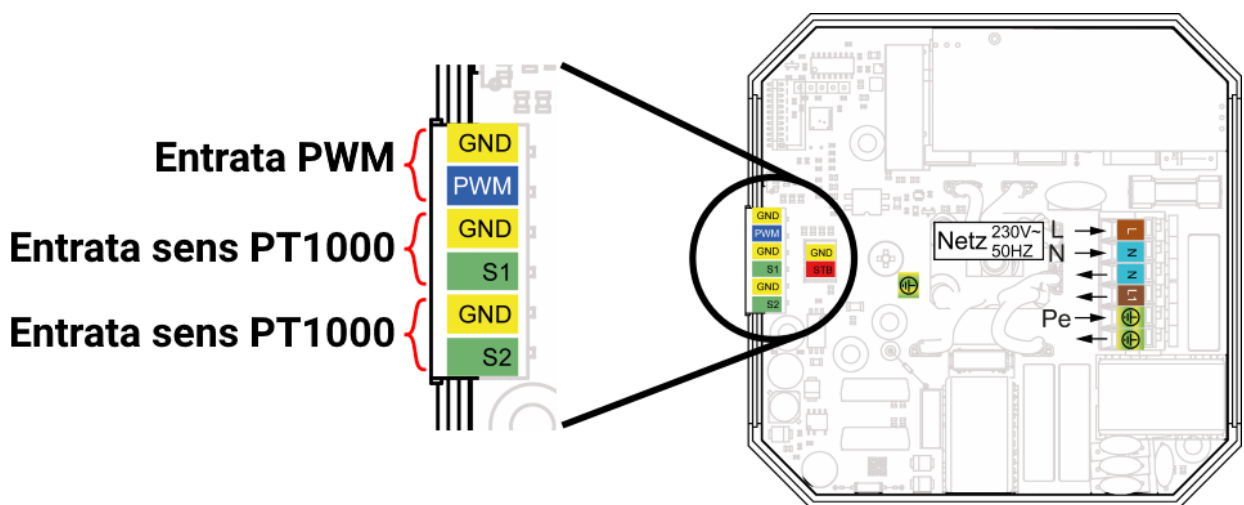 Entrata PWM
Entrata sens PT1000
Entrata sens PT1000
GND
PWM
GND
S1
GND
S2
GND
PWM
GND
S1
GND
S2
GND
STB
Netz 230V~ 50HZ
L
N
Pe
L
N
N
L1